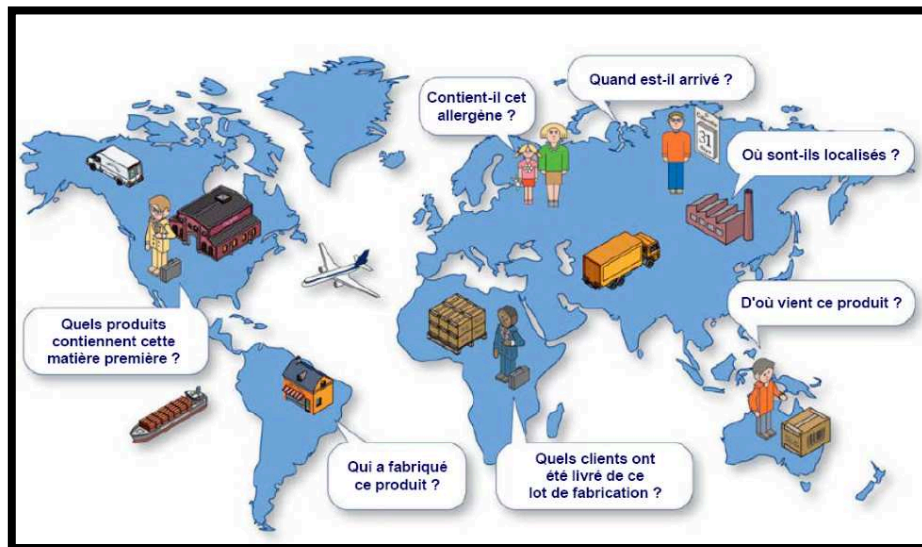 Quand est-il arrivé ?
Contient-il cet
allergène ?
31
Où sont-ils localisés ?
D'où vient ce produit ?
Quels produits
contiennent cette
matière première ?
Qui a fabriqué
ce produit ?
Quels clients ont
été livré de ce
lot de fabrication ?